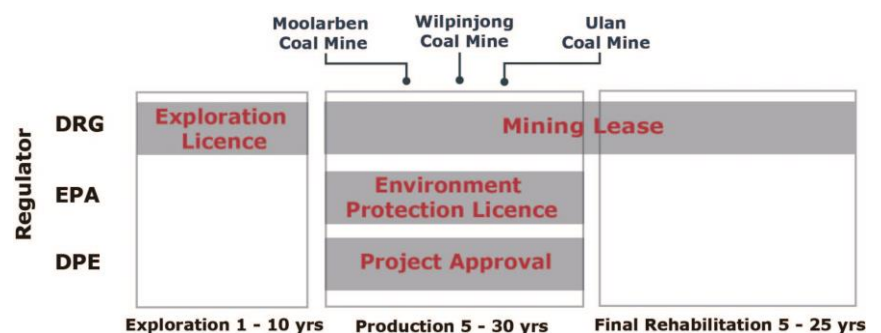 Moolarben
Coal Mine
Wilpinjong
Coal Mine
Ulan
Coal Mine
Regulator
DRG
Exploration
Licence
Mining Lease
EPA
Environment
Protection Licence
DPE
Project Approval
Exploration 1 - 10 yrs
Production 5 - 30 yrs
Final Rehabilitation 5 - 25 yrs